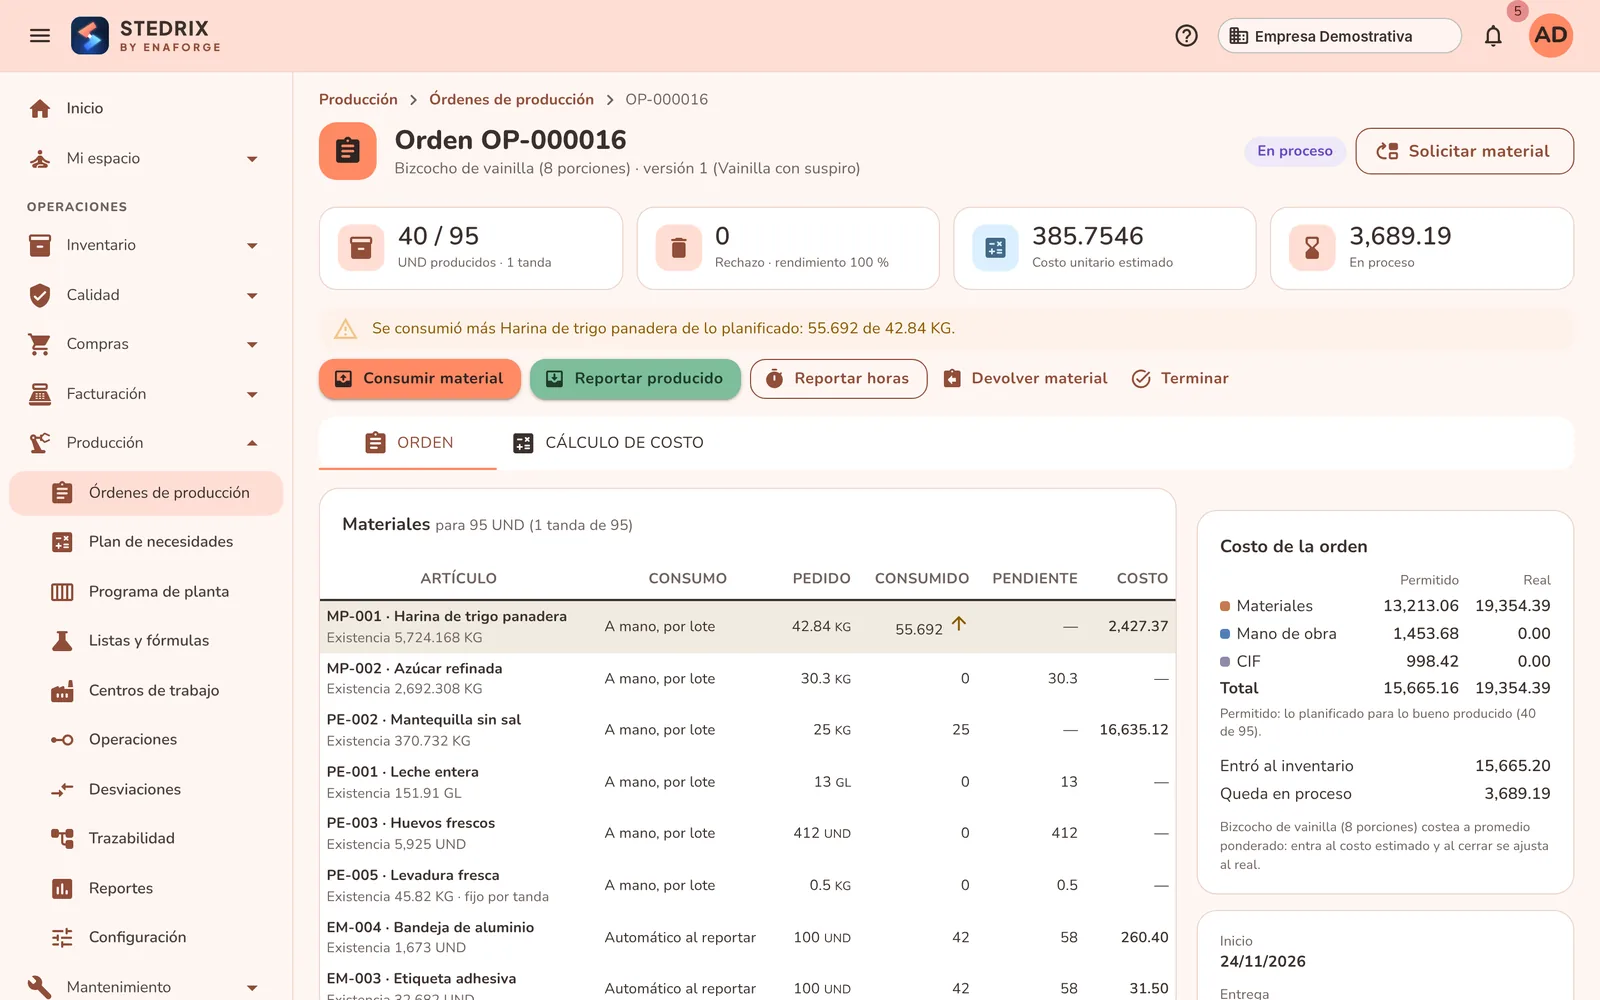 STEDRIX
BY ENAFORGE
Empresa Demostrativa
5
AD
Inicio
Mi espacio
OPERACIONES
Inventario
Calidad
Compras
Facturación
Producción
Órdenes de producción
Plan de necesidades
Programa de planta
Listas y fórmulas
Centros de trabajo
Operaciones
Desviaciones
Trazabilidad
Reportes
Configuración
Mantenimiento
Producción > Órdenes de producción > OP-000016
Orden OP-000016
Bizcocho de vainilla (8 porciones) · versión 1 (Vainilla con suspiro)
En proceso
Solicitar material
40 / 95
UND producidos · 1 tanda
0
Rechazo · rendimiento 100 %
385.7546
Costo unitario estimado
3,689.19
En proceso
Se consumió más Harina de trigo panadera de lo planificado: 55.692 de 42.84 KG.
Consumir material
Reportar producido
Reportar horas
Devolver material
Terminar
ORDEN
CÁLCULO DE COSTO
Materiales para 95 UND (1 tanda de 95)
ARTÍCULO CONSUMO PEDIDO CONSUMIDO PENDIENTE COSTO
MP-001 · Harina de trigo panadera
Existencia 5,724.168 KG
A mano, por lote 42.84 KG 55.692 — 2,427.37
MP-002 · Azúcar refinada
Existencia 2,692.308 KG
A mano, por lote 30.3 KG 0 30.3 —
PE-002 · Mantequilla sin sal
Existencia 370.732 KG
A mano, por lote 25 KG 25 — 16,635.12
PE-001 · Leche entera
Existencia 151.91 GL
A mano, por lote 13 GL 0 13 —
PE-003 · Huevos frescos
Existencia 5,925 UND
A mano, por lote 412 UND 0 412 —
PE-005 · Levadura fresca
Existencia 45.82 KG · fijo por tanda
A mano, por lote 0.5 KG 0 0.5 —
EM-004 · Bandeja de aluminio
Existencia 1,673 UND
Automático al reportar 100 UND 42 58 260.40
EM-003 · Etiqueta adhesiva
Existencia 32,682 UND
Automático al reportar 100 UND 42 58 31.50
Costo de la orden
Permitido Real
Materiales 13,213.06 19,354.39
Mano de obra 1,453.68 0.00
CIF 998.42 0.00
Total 15,665.16 19,354.39
Permitido: lo planificado para lo bueno producido (40
de 95).
Entró al inventario 15,665.20
Queda en proceso 3,689.19
Bizcocho de vainilla (8 porciones) costea a promedio
ponderado: entra al costo estimado y al cerrar se ajusta
al real.
Inicio
24/11/2026
Entrega